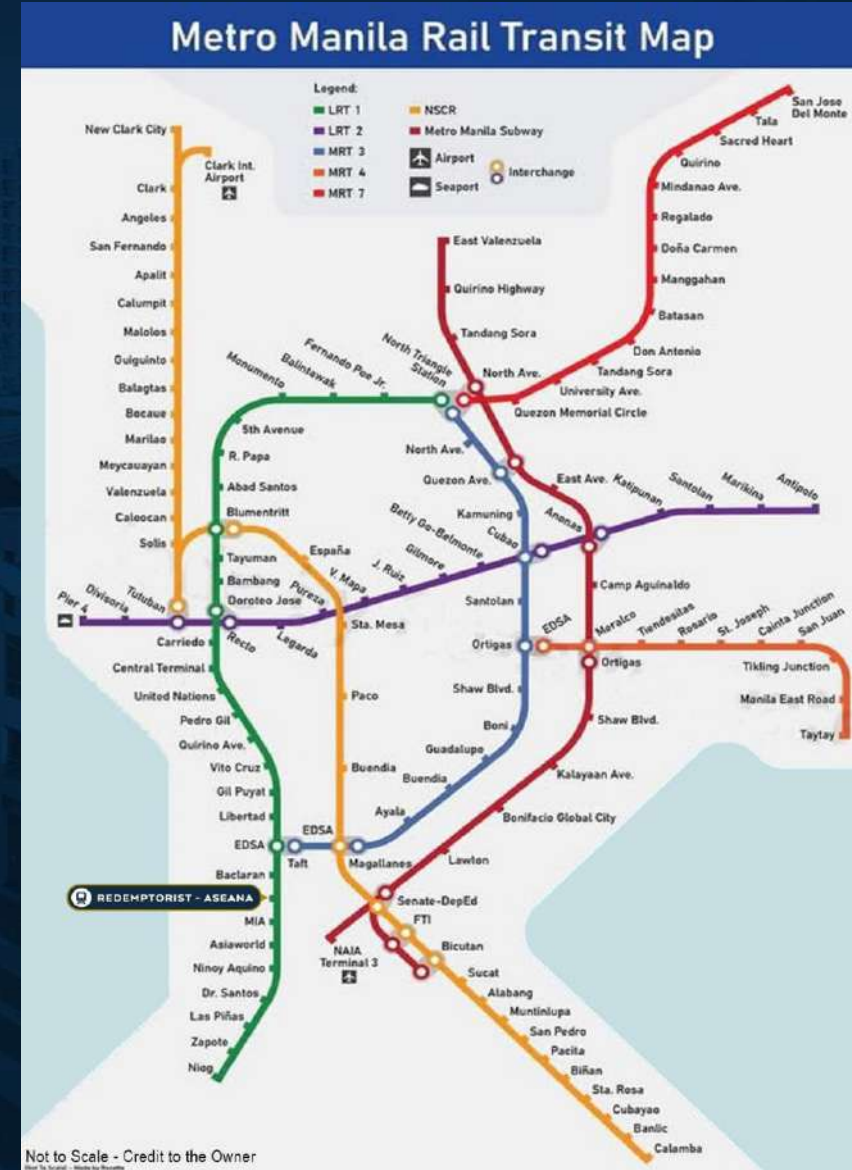 Metro Manila Rail Transit Map
Legend:
LRT 1
LRT 2
MRT 3
MRT 4
MRT 7
NSCR
Metro Manila Subway
Airport
Seaport
Interchange
New Clark City
Clark Int.
Airport
Clark
Angeles
San Fernando
Apalit
Calumpit
Malolos
Guiguinto
Balagtas
Bocaue
Marilao
Meycauayan
Valenzuela
Caloocan
Solis
Tutuban
Blumentritt
España
Sta. Mesa
Paco
Buendia
EDSA
Magallanes
Senate-DepEd
FTI
Bicutan
Sucat
Alabang
Muntinlupa
San Pedro
Pacita
Biñan
Sta. Rosa
Cubayao
Banlic
Calamba
San Jose
Del Monte
Tala
Sacred Heart
Quirino
Mindanao Ave.
Regalado
Doña Carmen
Manggahan
Batasan
Don Antonio
Tandang Sora
University Ave.
Quezon Memorial Circle
East Valenzuela
Quirino Highway
Tandang Sora
North Ave.
East Ave.
Anonas
Camp Aguinaldo
Meralco
Ortigas
Shaw Blvd.
Kalayaan Ave.
Bonifacio Global City
Lawton
NAIA
Terminal 3
North Triangle
Station
Fernando Poe Jr.
Balintawak
Monumento
5th Avenue
R. Papa
Abad Santos
Tayuman
Bambang
Doroteo Jose
Carriedo
Central Terminal
United Nations
Pedro Gil
Quirino Ave.
Vito Cruz
Gil Puyat
Libertad
EDSA
Baclaran
REDEMPTORIST - ASEANA
MIA
Asiaworld
Ninoy Aquino
Dr. Santos
Las Piñas
Zapote
Niog
North Ave.
Quezon Ave.
Kamuning
Cubao
Santolan
Ortigas
Shaw Blvd.
Boni
Guadalupe
Buendia
Ayala
Taft
Pier 4
Divisoria
Recto
Legarda
Pureza
V. Mapa
J. Ruiz
Gilmore
Betty Go-Belmonte
Katipunan
Santolan
Marikina
Antipolo
EDSA
Tiendesitas
Rosario
St. Joseph
Cainta Junction
San Juan
Tikling Junction
Manila East Road
Taytay
Not to Scale - Credit to the Owner